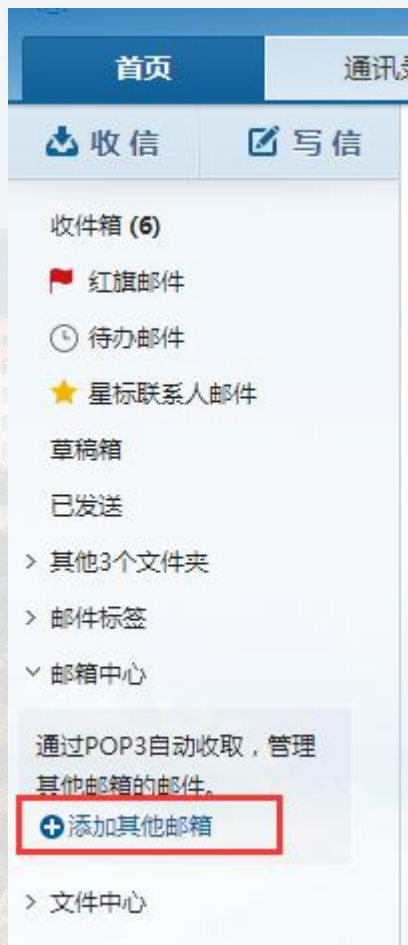 首页
通讯
收信
写信
收件箱 (6)
红旗邮件
待办邮件
星标联系人邮件
草稿箱
已发送
> 其他3个文件夹
> 邮件标签
邮箱中心
通过POP3自动收取，管理
其他邮箱的邮件。
添加其他邮箱
> 文件中心